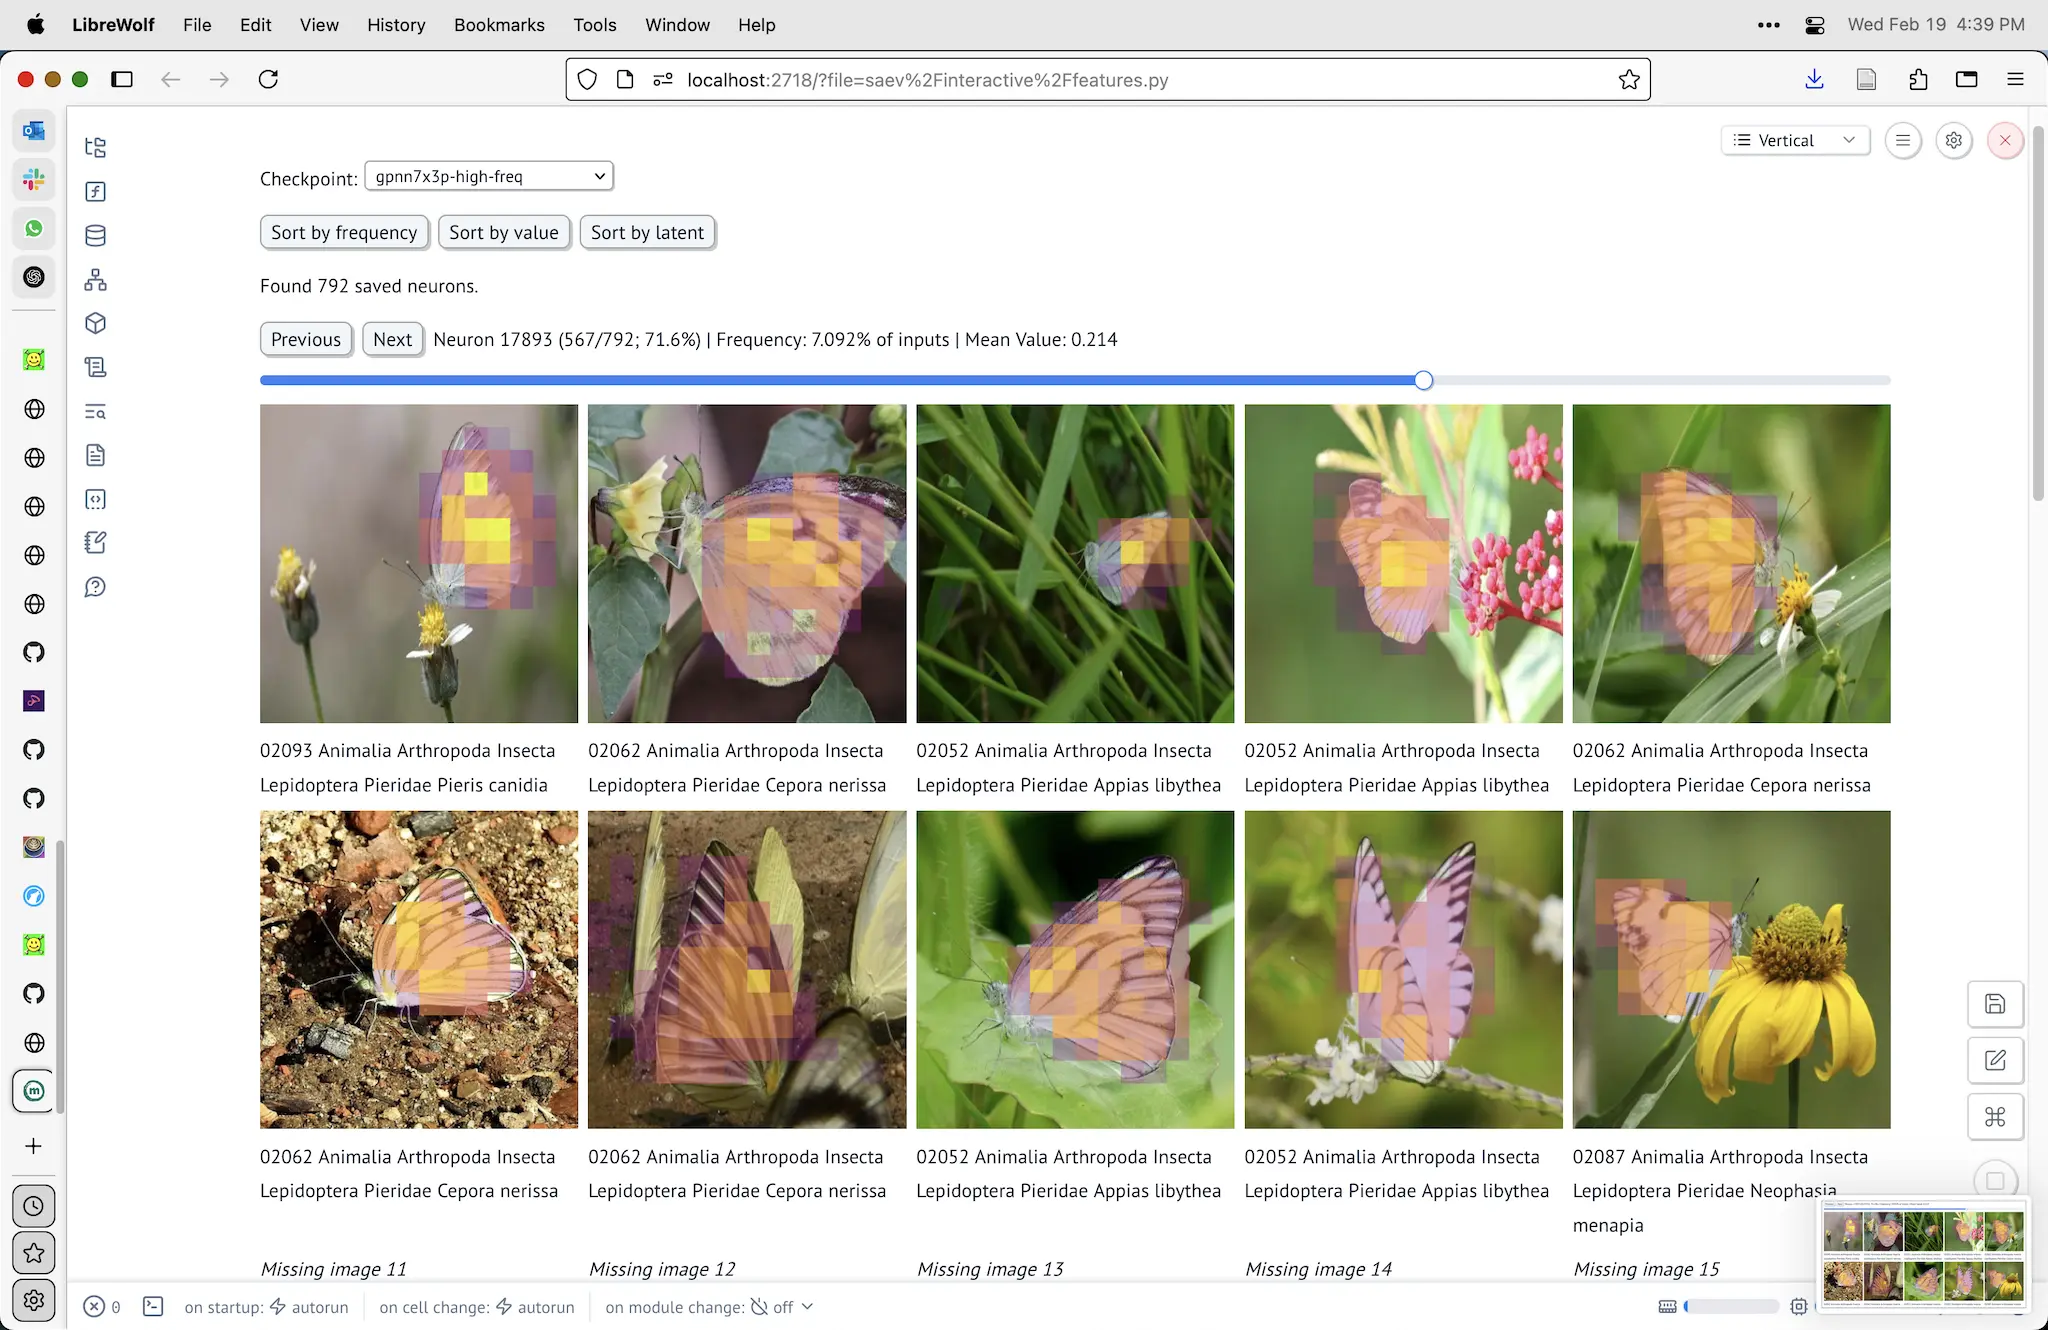 LibreWolf File Edit View History Bookmarks Tools Window Help Wed Feb 19 4:39 PM
localhost:2718/?file=saev%2Finteractive%2Ffeatures.py
Vertical
Checkpoint: gpnn7x3p-high-freq
Sort by frequency Sort by value Sort by latent
Found 792 saved neurons.
Previous Next Neuron 17893 (567/792; 71.6%) | Frequency: 7.092% of inputs | Mean Value: 0.214
02093 Animalia Arthropoda Insecta
Lepidoptera Pieridae Pieris canidia
02062 Animalia Arthropoda Insecta
Lepidoptera Pieridae Cepora nerissa
02052 Animalia Arthropoda Insecta
Lepidoptera Pieridae Appias libythea
02052 Animalia Arthropoda Insecta
Lepidoptera Pieridae Appias libythea
02062 Animalia Arthropoda Insecta
Lepidoptera Pieridae Cepora nerissa
02062 Animalia Arthropoda Insecta
Lepidoptera Pieridae Cepora nerissa
02062 Animalia Arthropoda Insecta
Lepidoptera Pieridae Cepora nerissa
02052 Animalia Arthropoda Insecta
Lepidoptera Pieridae Appias libythea
02052 Animalia Arthropoda Insecta
Lepidoptera Pieridae Appias libythea
02087 Animalia Arthropoda Insecta
Lepidoptera Pieridae Neophasia
menapia
Missing image 11
Missing image 12
Missing image 13
Missing image 14
Missing image 15
0 on startup: autorun on cell change: autorun on module change: off